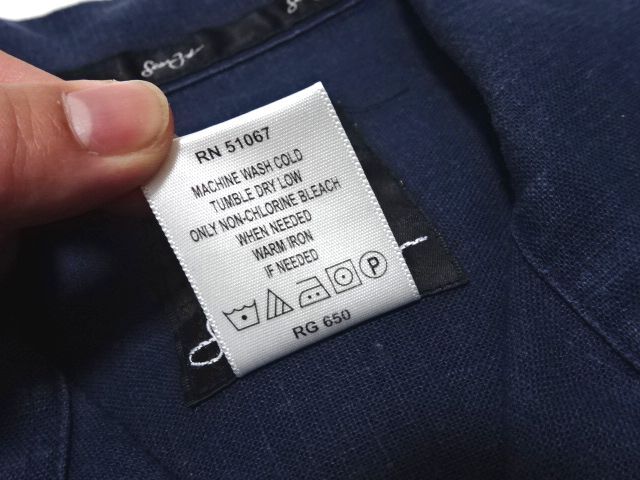 RN 51067
MACHINE WASH COLD
TUMBLE DRY LOW
ONLY NON-CHLORINE BLEACH
WHEN NEEDED
WARM IRON
IF NEEDED
P
RG 650